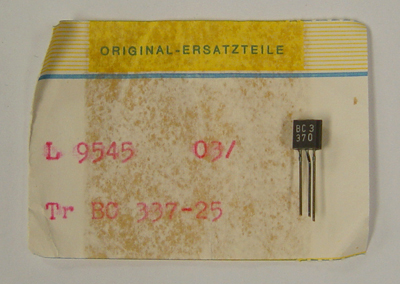 ORIGINAL-ERSATZTEILE
L 9545 03/
BC3
370
Tr BC 337-25